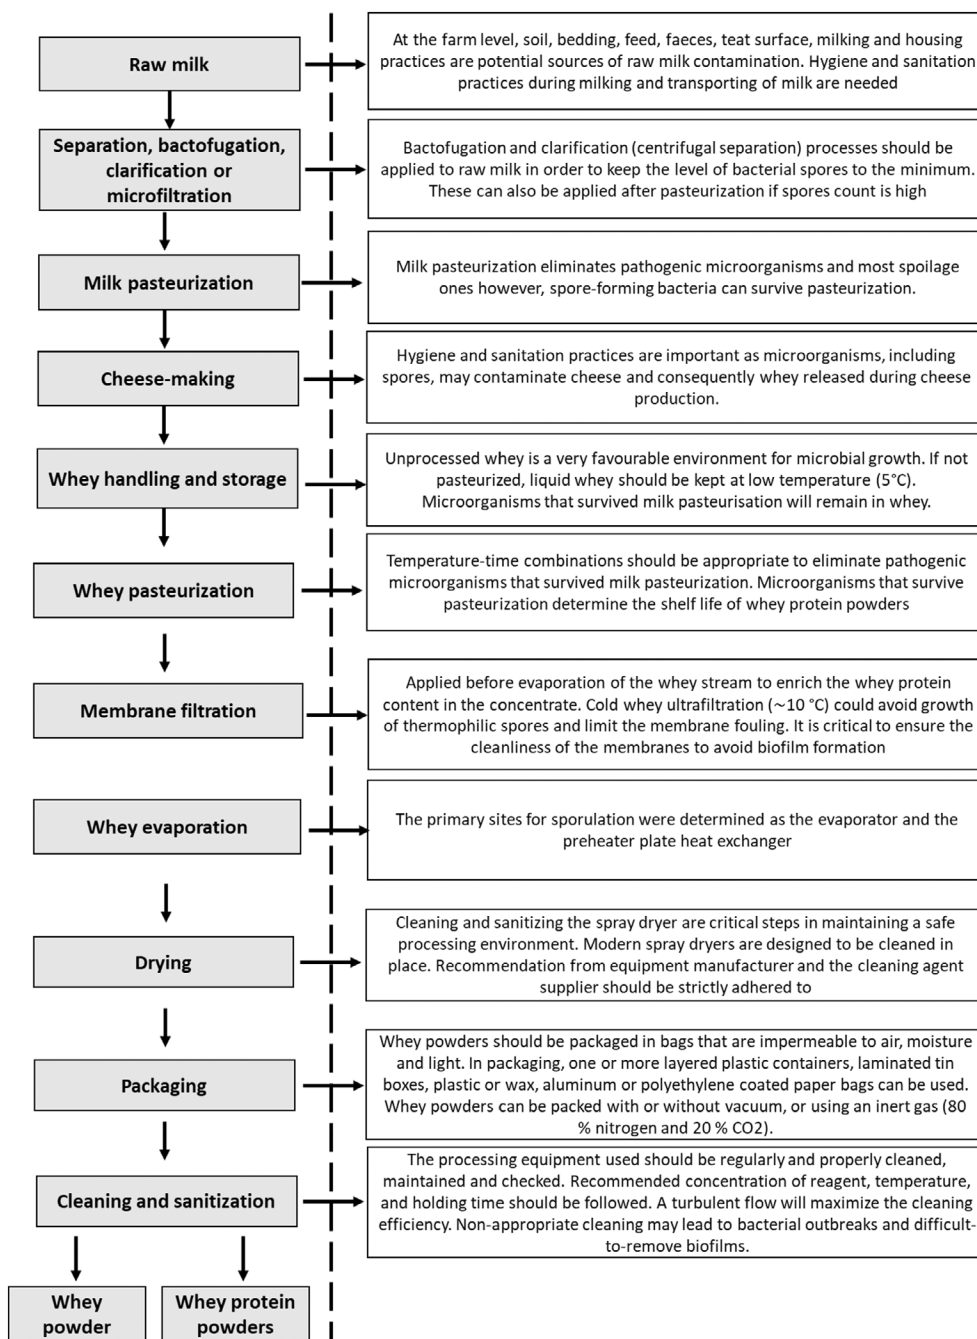 Raw milk
At the farm level, soil, bedding, feed, faeces, teat surface, milking and housing
practices are potential sources of raw milk contamination. Hygiene and sanitation
practices during milking and transporting of milk are needed
Separation, bactofugation,
clarification or
microfiltration
Bactofugation and clarification (centrifugal separation) processes should be
applied to raw milk in order to keep the level of bacterial spores to the minimum.
These can also be applied after pasteurization if spores count is high
Milk pasteurization
Milk pasteurization eliminates pathogenic microorganisms and most spoilage
ones however, spore-forming bacteria can survive pasteurization.
Cheese-making
Hygiene and sanitation practices are important as microorganisms, including
spores, may contaminate cheese and consequently whey released during cheese
production.
Whey handling and storage
Unprocessed whey is a very favourable environment for microbial growth. If not
pasteurized, liquid whey should be kept at low temperature (5°C).
Microorganisms that survived milk pasteurisation will remain in whey.
Whey pasteurization
Temperature-time combinations should be appropriate to eliminate pathogenic
microorganisms that survived milk pasteurization. Microorganisms that survive
pasteurization determine the shelf life of whey protein powders
Membrane filtration
Applied before evaporation of the whey stream to enrich the whey protein
content in the concentrate. Cold whey ultrafiltration (~10 °C) could avoid growth
of thermophilic spores and limit the membrane fouling. It is critical to ensure the
cleanliness of the membranes to avoid biofilm formation
Whey evaporation
The primary sites for sporulation were determined as the evaporator and the
preheater plate heat exchanger
Drying
Cleaning and sanitizing the spray dryer are critical steps in maintaining a safe
processing environment. Modern spray dryers are designed to be cleaned in
place. Recommendation from equipment manufacturer and the cleaning agent
supplier should be strictly adhered to
Packaging
Whey powders should be packaged in bags that are impermeable to air, moisture
and light. In packaging, one or more layered plastic containers, laminated tin
boxes, plastic or wax, aluminum or polyethylene coated paper bags can be used.
Whey powders can be packed with or without vacuum, or using an inert gas (80
% nitrogen and 20 % CO2).
Cleaning and sanitization
The processing equipment used should be regularly and properly cleaned,
maintained and checked. Recommended concentration of reagent, temperature,
and holding time should be followed. A turbulent flow will maximize the cleaning
efficiency. Non-appropriate cleaning may lead to bacterial outbreaks and difficult-
to-remove biofilms.
Whey
powder
Whey protein
powders